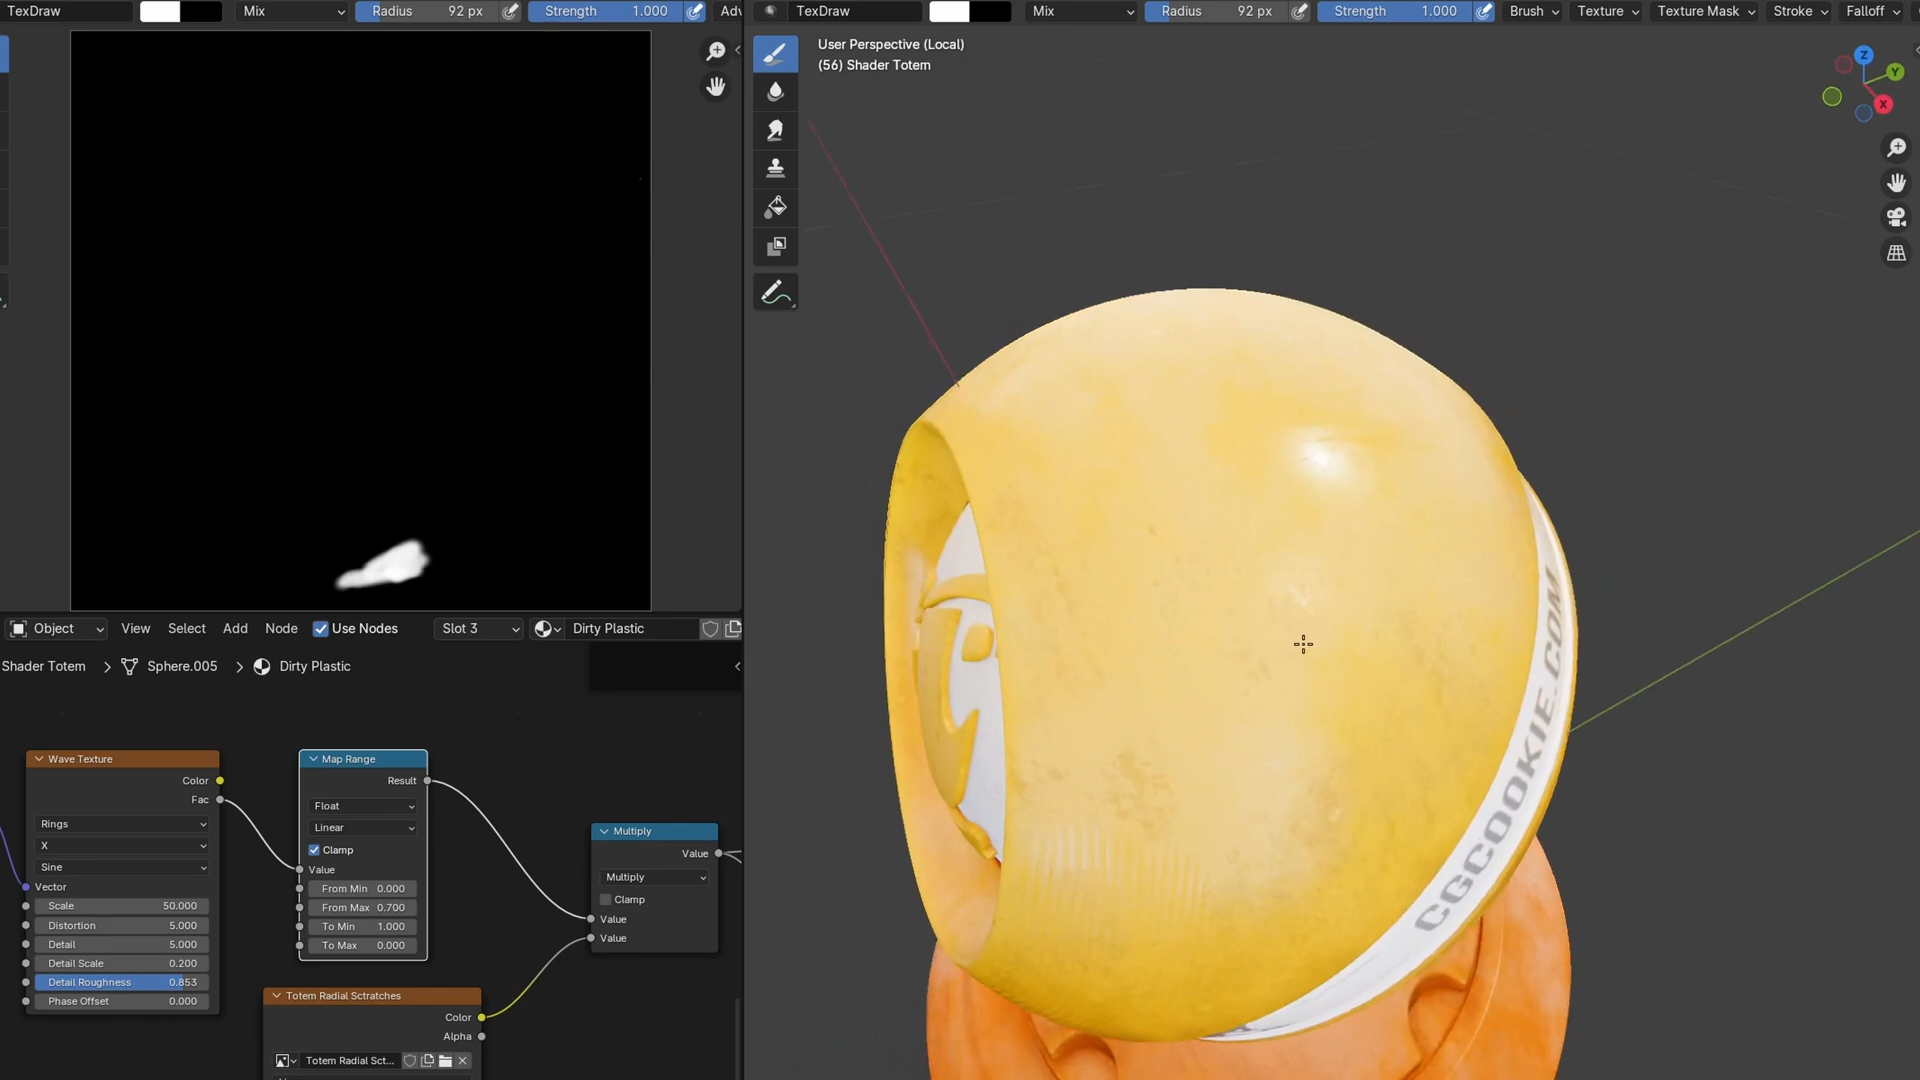 TexDraw Mix Radius 92 px Strength 1.000 Adv
TexDraw Mix Radius 92 px Strength 1.000 Brush Texture Texture Mask Stroke Falloff
User Perspective (Local)
(56) Shader Totem
Z
Y
X
CGCOOKIE.COM
Object View Select Add Node Use Nodes Slot 3 Dirty Plastic
Shader Totem > Sphere.005 > Dirty Plastic
Wave Texture
Color
Fac
Rings
X
Sine
Vector
Scale 50.000
Distortion 5.000
Detail 5.000
Detail Scale 0.200
Detail Roughness 0.853
Phase Offset 0.000
Map Range
Result
Float
Linear
Clamp
Value
From Min 0.000
From Max 0.700
To Min 1.000
To Max 0.000
Multiply
Value
Multiply
Clamp
Value
Value
Totem Radial Sctratches
Color
Alpha
Totem Radial Sct...